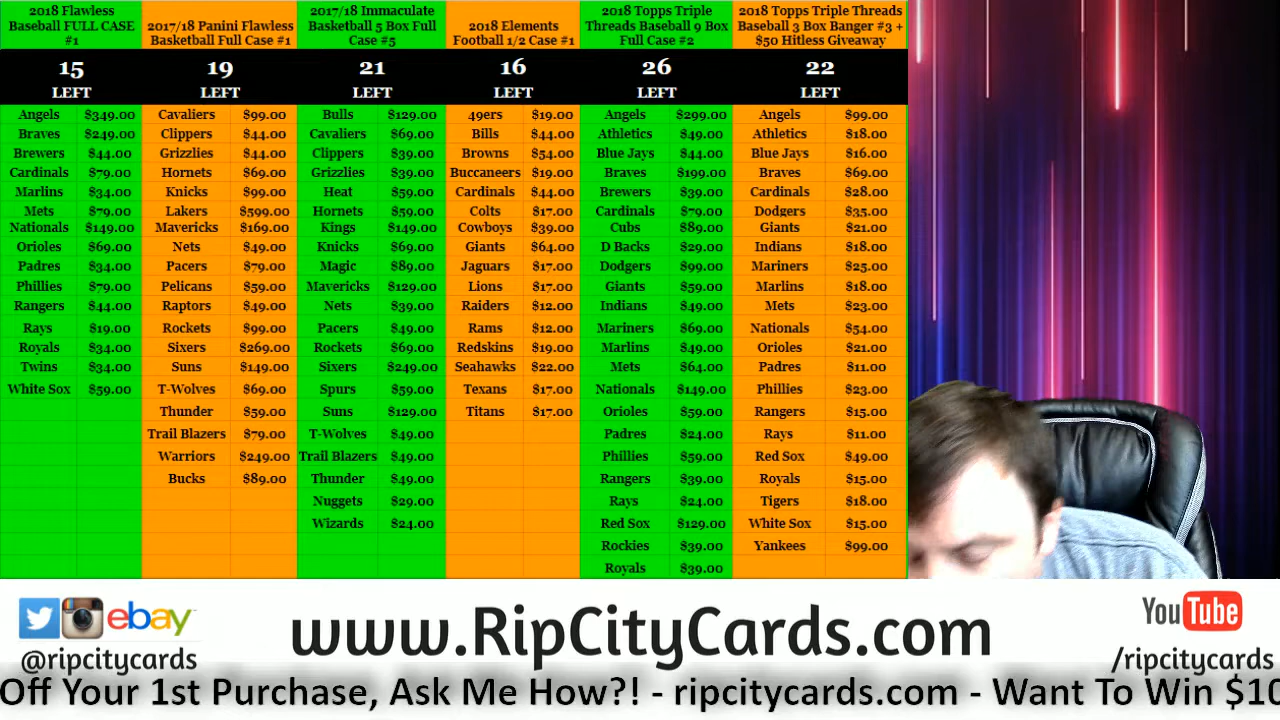 2018 Flawless
Baseball FULL CASE
#1
15
LEFT
Angels $349.00
Braves $249.00
Brewers $44.00
Cardinals $79.00
Marlins $34.00
Mets $79.00
Nationals $149.00
Orioles $69.00
Padres $34.00
Phillies $79.00
Rangers $44.00
Rays $19.00
Royals $34.00
Twins $34.00
White Sox $59.00
2017/18 Panini Flawless
Basketball Full Case #1
19
LEFT
Cavaliers $99.00
Clippers $44.00
Grizzlies $44.00
Hornets $69.00
Knicks $99.00
Lakers $599.00
Mavericks $169.00
Nets $49.00
Pacers $79.00
Pelicans $59.00
Raptors $49.00
Rockets $99.00
Sixers $269.00
Suns $149.00
T-Wolves $69.00
Thunder $59.00
Trail Blazers $79.00
Warriors $249.00
Bucks $89.00
2017/18 Immaculate
Basketball 5 Box Full
Case #5
21
LEFT
Bulls $129.00
Cavaliers $69.00
Clippers $39.00
Grizzlies $39.00
Heat $59.00
Hornets $59.00
Kings $149.00
Knicks $69.00
Magic $89.00
Mavericks $129.00
Nets $39.00
Pacers $49.00
Rockets $69.00
Sixers $249.00
Spurs $59.00
Suns $129.00
T-Wolves $49.00
Trail Blazers $49.00
Thunder $49.00
Nuggets $29.00
Wizards $24.00
2018 Elements
Football 1/2 Case #1
16
LEFT
49ers $19.00
Bills $44.00
Browns $54.00
Buccaneers $19.00
Cardinals $44.00
Colts $17.00
Cowboys $39.00
Giants $64.00
Jaguars $17.00
Lions $17.00
Raiders $12.00
Rams $12.00
Redskins $19.00
Seahawks $22.00
Texans $17.00
Titans $17.00
2018 Topps Triple
Threads Baseball 9 Box
Full Case #2
26
LEFT
Angels $299.00
Athletics $49.00
Blue Jays $44.00
Braves $199.00
Brewers $39.00
Cardinals $79.00
Cubs $89.00
D Backs $29.00
Dodgers $99.00
Giants $59.00
Indians $49.00
Mariners $69.00
Marlins $49.00
Mets $64.00
Nationals $149.00
Orioles $59.00
Padres $24.00
Phillies $59.00
Rangers $39.00
Rays $24.00
Red Sox $129.00
Rockies $39.00
Royals $39.00
2018 Topps Triple Threads
Baseball 3 Box Banger #3 +
$50 Hitless Giveaway
22
LEFT
Angels $99.00
Athletics $18.00
Blue Jays $16.00
Braves $69.00
Cardinals $28.00
Dodgers $35.00
Giants $21.00
Indians $18.00
Mariners $25.00
Marlins $18.00
Mets $23.00
Nationals $54.00
Orioles $21.00
Padres $11.00
Phillies $23.00
Rangers $15.00
Rays $11.00
Red Sox $49.00
Royals $15.00
Tigers $18.00
White Sox $15.00
Yankees $99.00
ebay
@ripcitycards
www.RipCityCards.com
YouTube
/ripcitycards
Off Your 1st Purchase, Ask Me How?! - ripcitycards.com - Want To Win $10